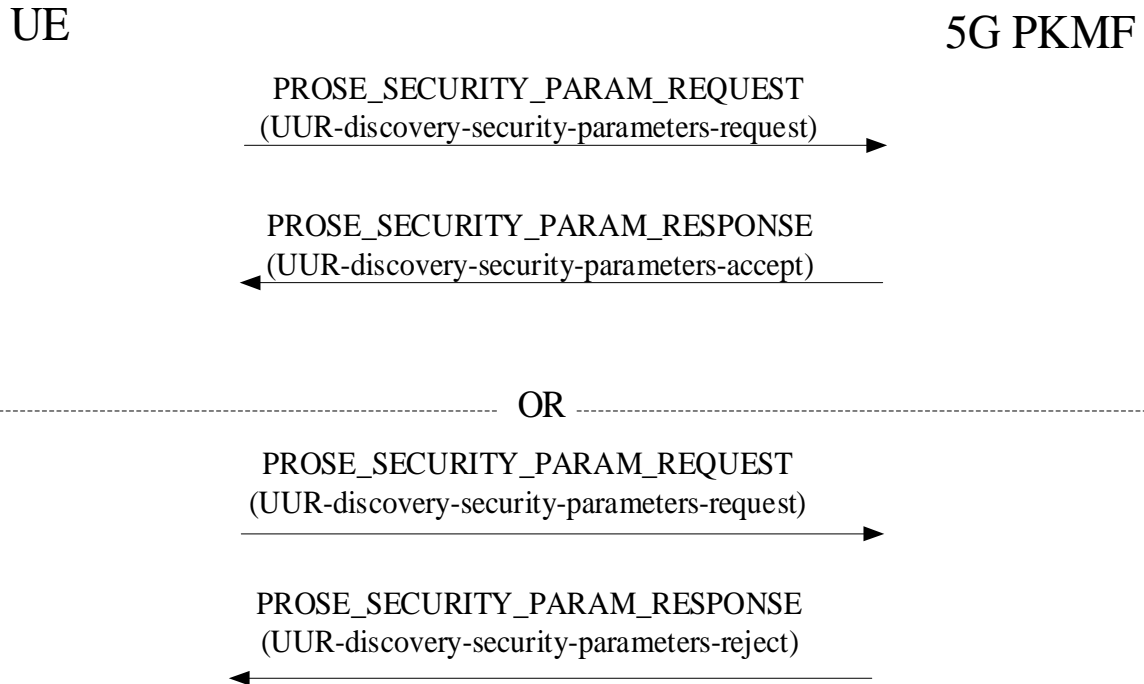 UE
5G PKMF
PROSE_SECURITY_PARAM_REQUEST
(UUR-discovery-security-parameters-request)
PROSE_SECURITY_PARAM_RESPONSE
(UUR-discovery-security-parameters-accept)
OR
PROSE_SECURITY_PARAM_REQUEST
(UUR-discovery-security-parameters-request)
PROSE_SECURITY_PARAM_RESPONSE
(UUR-discovery-security-parameters-reject)